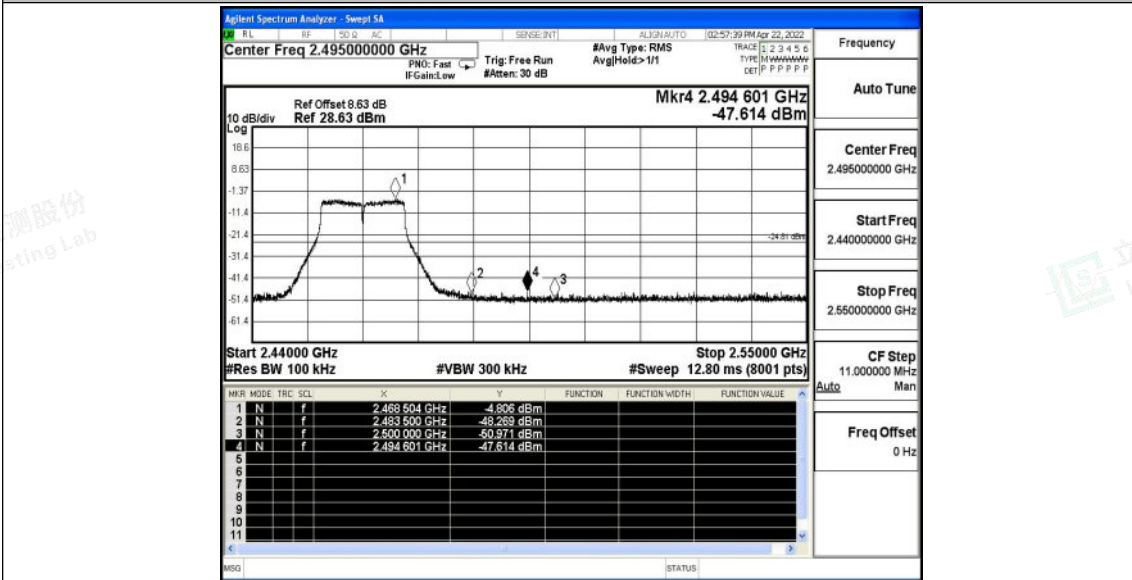 Agilent Spectrum Analyzer - Swept SA
RL RF 50 Ω AC SENSE:INT ALIGNAUTO 02:57:39 PM Apr 22, 2022
Center Freq 2.495000000 GHz
PNO: Fast
IFGain:Low
Trig: Free Run
#Atten: 30 dB
#Avg Type: RMS
Avg|Hold:>1/1
TRACE 1 2 3 4 5 6
TYPE M WWWWW
DET P P P P P P
Frequency
Auto Tune
Center Freq
2.495000000 GHz
Start Freq
2.440000000 GHz
Stop Freq
2.550000000 GHz
CF Step
11.000000 MHz
Auto Man
Freq Offset
0 Hz
Mkr4 2.494 601 GHz
-47.614 dBm
Ref Offset 8.63 dB
10 dB/div Ref 28.63 dBm
Log
18.6
8.63
-1.37
-11.4
-21.4
-31.4
-41.4
-51.4
-61.4
1
2
4
3
-24.81 dBm
Start 2.44000 GHz Stop 2.55000 GHz
#Res BW 100 kHz #VBW 300 kHz #Sweep 12.80 ms (8001 pts)
MKR MODE TRC SCL X Y FUNCTION FUNCTION WIDTH FUNCTION VALUE
1 N f 2.468 504 GHz -4.806 dBm
2 N f 2.483 500 GHz -48.269 dBm
3 N f 2.500 000 GHz -50.971 dBm
4 N f 2.494 601 GHz -47.614 dBm
5
6
7
8
9
10
11
MSG STATUS
测股份
sting Lab